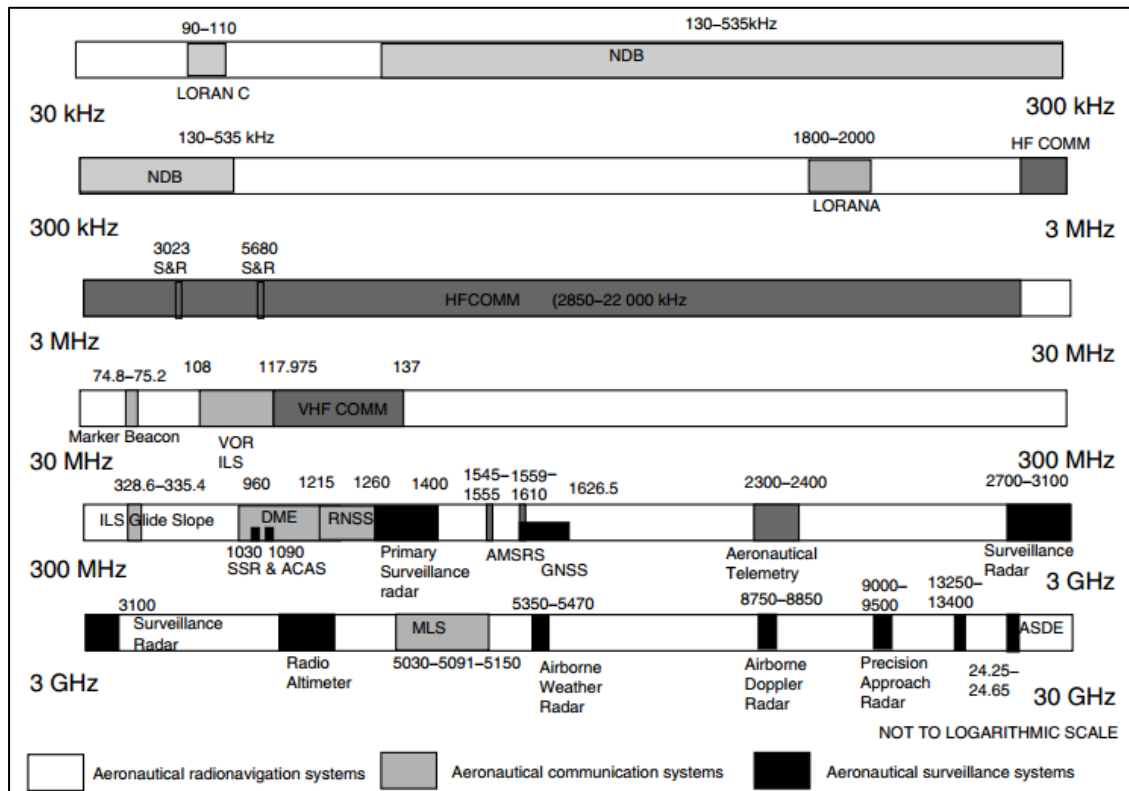 90–110
130–535kHz
NDB
LORAN C
30 kHz
300 kHz
130–535 kHz
1800–2000
HF COMM
NDB
LORANA
300 kHz
3 MHz
3023
S&R
5680
S&R
HFCOMM (2850–22 000 kHz
3 MHz
30 MHz
74.8–75.2
108
117.975
137
VHF COMM
Marker Beacon
VOR
ILS
30 MHz
300 MHz
328.6–335.4
960
1215
1260
1400
1545–
1555
1559–
1610
1626.5
2300–2400
2700–3100
ILS Glide Slope
DME
RNSS
1030
1090
SSR & ACAS
Primary
Surveillance
radar
AMSRS
GNSS
Aeronautical
Telemetry
Surveillance
Radar
300 MHz
3 GHz
3100
Surveillance
Radar
5350–5470
8750–8850
9000–
9500
13250–
13400
MLS
ASDE
Radio
Altimeter
5030–5091–5150
Airborne
Weather
Radar
Airborne
Doppler
Radar
Precision
Approach
Radar
24.25–
24.65
3 GHz
30 GHz
NOT TO LOGARITHMIC SCALE
Aeronautical radionavigation systems
Aeronautical communication systems
Aeronautical surveillance systems